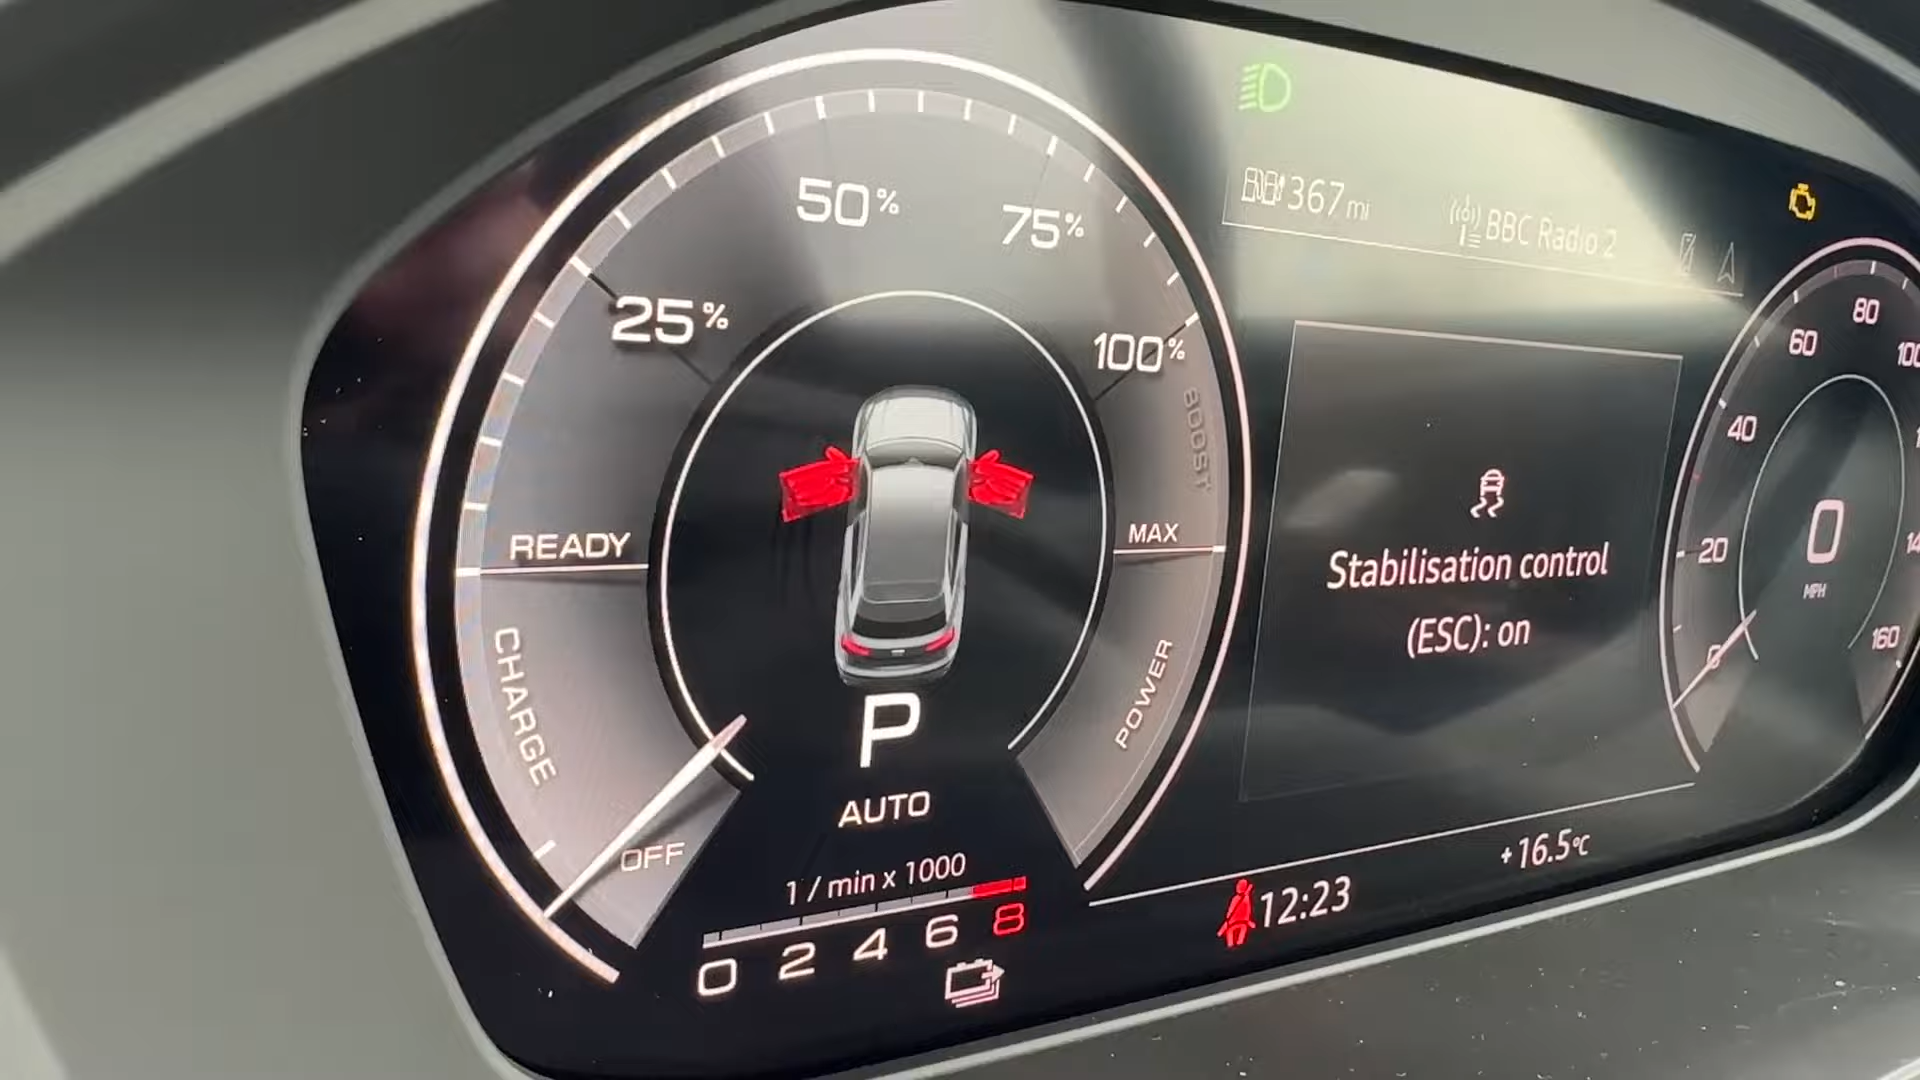 25%
50%
75%
100%
BOOST
READY
MAX
CHARGE
POWER
OFF
P
AUTO
1 / min x 1000
0 2 4 6 8
367 mi
BBC Radio 2
Stabilisation control
(ESC): on
+16.5°C
12:23
0
20
40
60
80
160
0
MPH